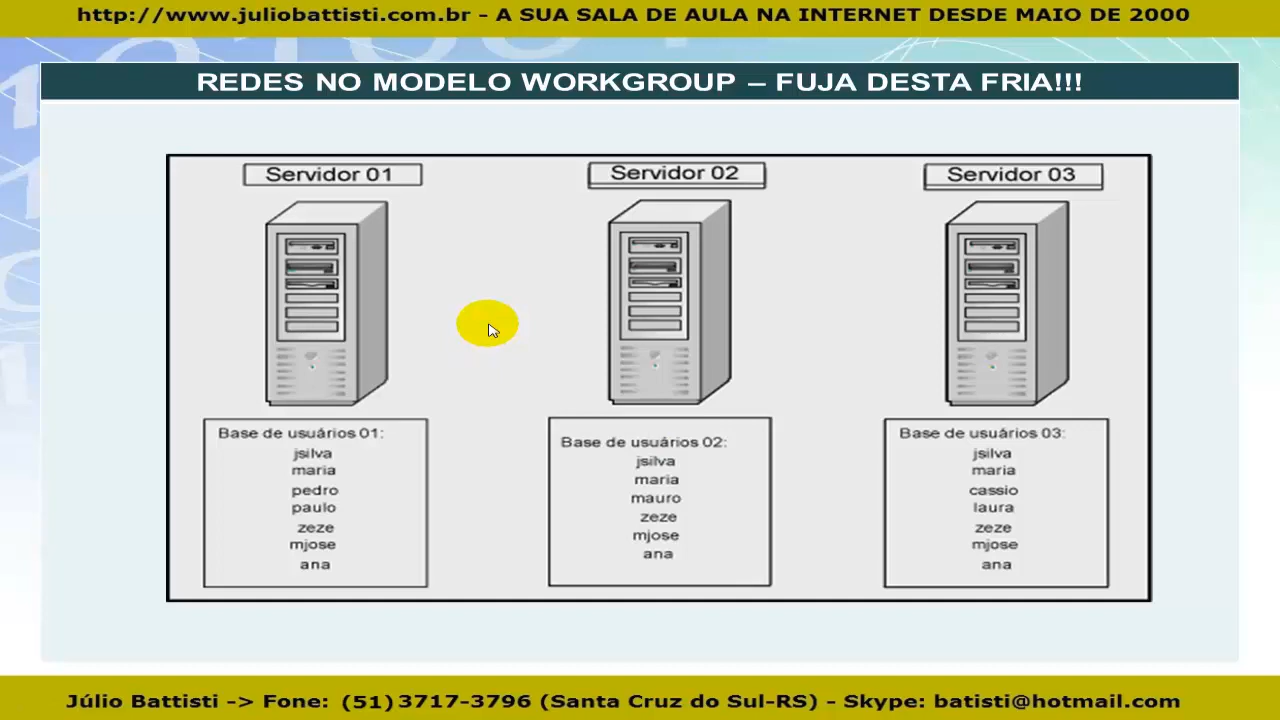 http://www.juliobattisti.com.br - A SUA SALA DE AULA NA INTERNET DESDE MAIO DE 2000
REDES NO MODELO WORKGROUP – FUJA DESTA FRIA!!!
Servidor 01
Servidor 02
Servidor 03
Base de usuários 01:
jsilva
maria
pedro
paulo
zeze
mjose
ana
Base de usuários 02:
jsilva
maria
mauro
zeze
mjose
ana
Base de usuários 03:
jsilva
maria
cassio
laura
zeze
mjose
ana
Júlio Battisti -> Fone: (51) 3717-3796 (Santa Cruz do Sul-RS) - Skype: batisti@hotmail.com